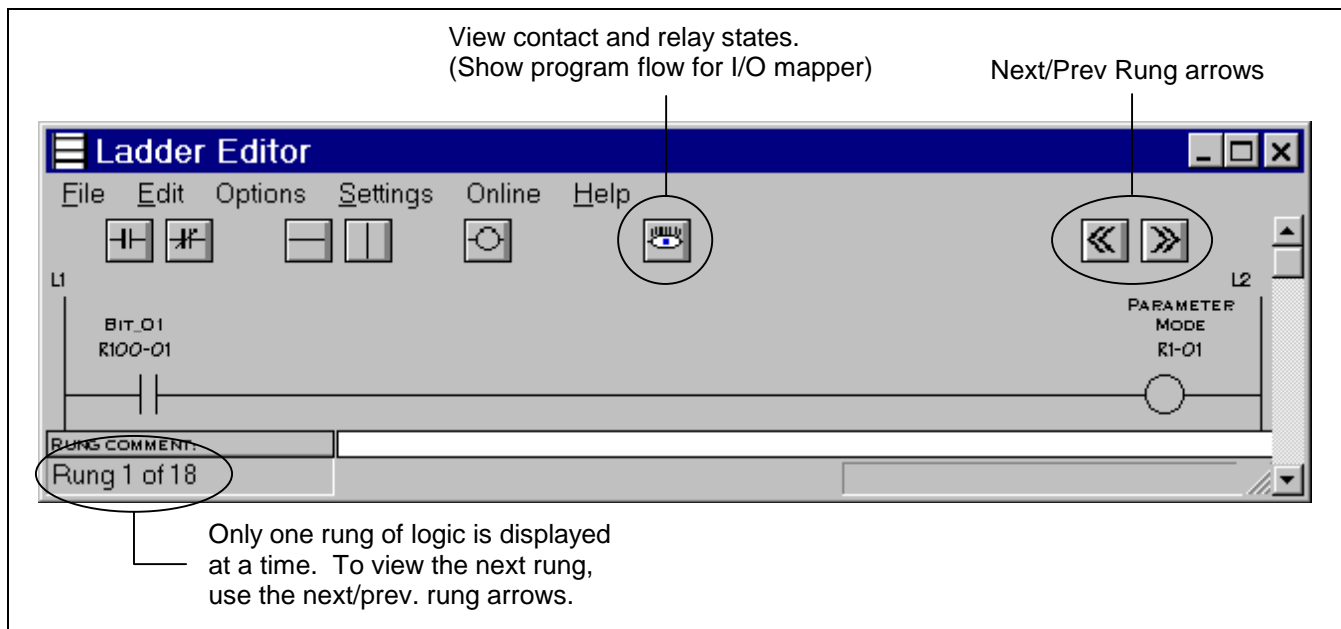 View contact and relay states.
(Show program flow for I/O mapper)
Next/Prev Rung arrows
Ladder Editor
File Edit Options Settings Online Help
L1
L2
BIT_01
R100-01
PARAMETER
MODE
R1-01
RUNG COMMENT:
Rung 1 of 18
Only one rung of logic is displayed
at a time. To view the next rung,
use the next/prev. rung arrows.